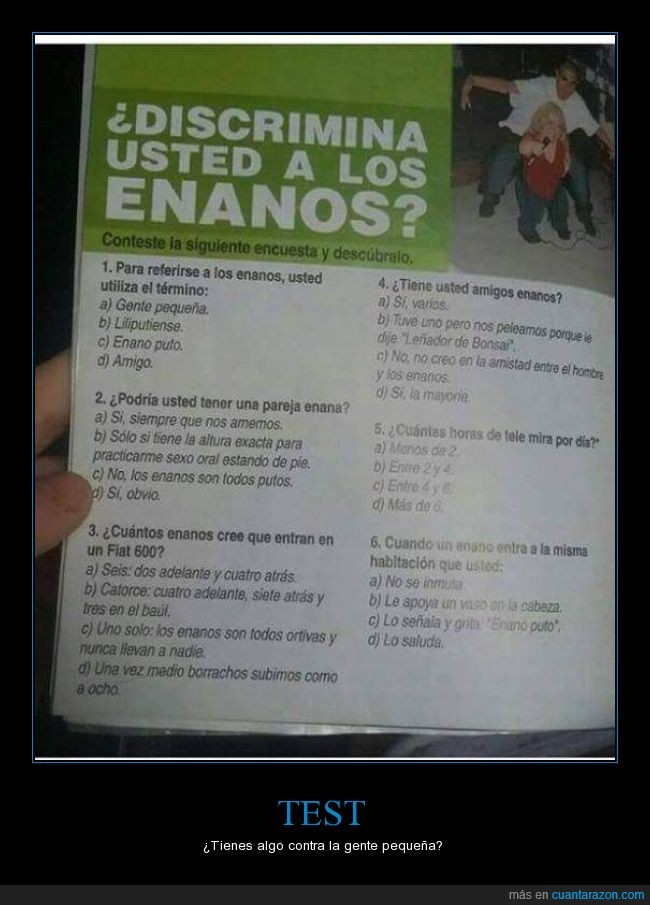 ¿DISCRIMINA
USTED A LOS
ENANOS?
Conteste la siguiente encuesta y descúbralo.
1. Para referirse a los enanos, usted
utiliza el término:
a) Gente pequeña.
b) Liliputiense.
c) Enano puto.
d) Amigo.
2. ¿Podría usted tener una pareja enana?
a) Si, siempre que nos amemos.
b) Sólo si tiene la altura exacta para
practicarme sexo oral estando de pie.
c) No, los enanos son todos putos.
d) Sí, obvio.
3. ¿Cuántos enanos cree que entran en
un Fiat 600?
a) Seis: dos adelante y cuatro atrás.
b) Catorce: cuatro adelante, siete atrás y
tres en el baúl.
c) Uno solo: los enanos son todos ortivas y
nunca llevan a nadie.
d) Una vez medio borrachos subimos como
a ocho.
4. ¿Tiene usted amigos enanos?
a) Sí, varios.
b) Tuve uno pero nos peleamos porque le
dije "Leñador de Bonsai".
c) No, no creo en la amistad entre el hombre
y los enanos.
d) Sí, la mayoría.
5. ¿Cuántas horas de tele mira por día?*
a) Menos de 2.
b) Entre 2 y 4.
c) Entre 4 y 6.
d) Más de 6.
6. Cuando un enano entra a la misma
habitación que usted:
a) No se inmuta.
b) Le apoya un vaso en la cabeza.
c) Lo señala y grita: "Enano puto".
d) Lo saluda.
TEST
¿Tienes algo contra la gente pequeña?
más en cuantarazon.com